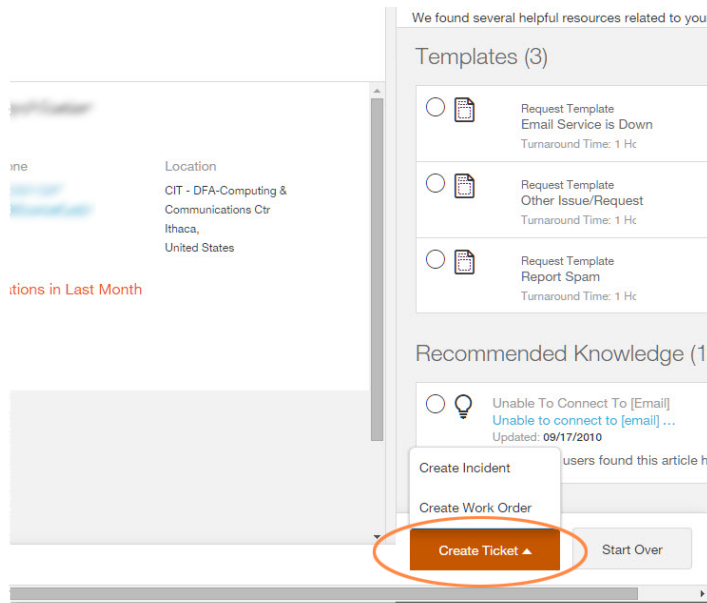 We found several helpful resources related to you
Templates (3)
Request Template
Email Service is Down
Turnaround Time: 1 Ho
Request Template
Other Issue/Request
Turnaround Time: 1 Ho
Request Template
Report Spam
Turnaround Time: 1 Ho
one
Location
CIT - DFA-Computing &
Communications Ctr
Ithaca,
United States
ations in Last Month
Recommended Knowledge (1
Unable To Connect To [Email]
Unable to connect to [email] ...
Updated: 09/17/2010
users found this article h
Create Incident
Create Work Order
Create Ticket
Start Over